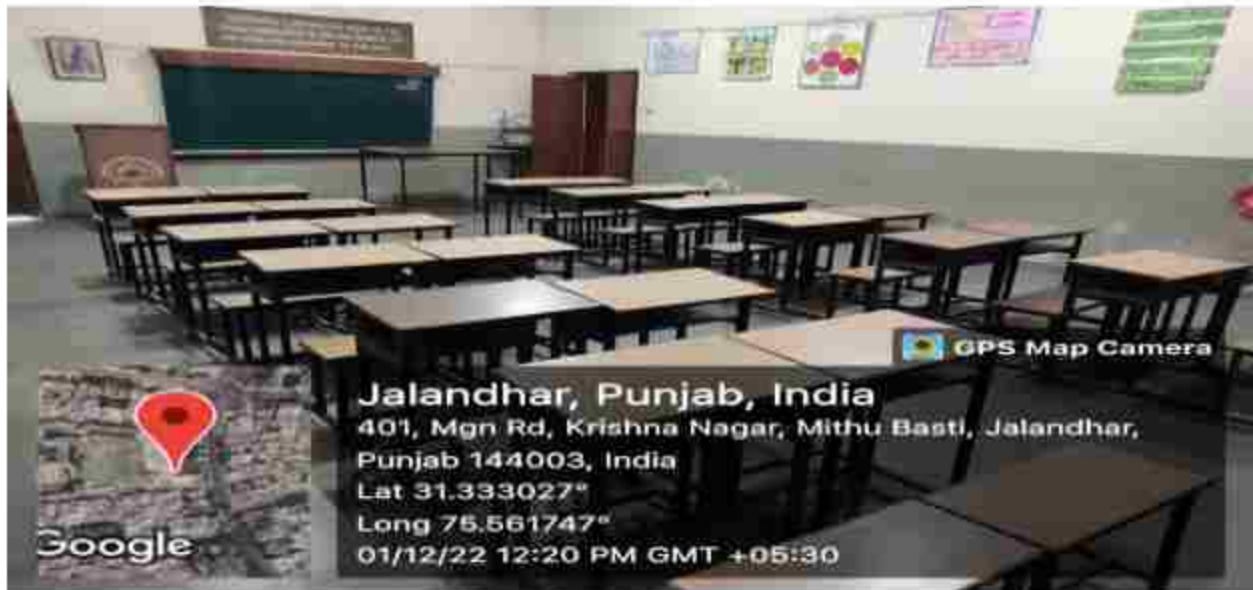 GPS Map Camera
Jalandhar, Punjab, India
401, Mgn Rd, Krishna Nagar, Mithu Basti, Jalandhar,
Punjab 144003, India
Lat 31.333027°
Long 75.561747°
01/12/22 12:20 PM GMT +05:30
Google